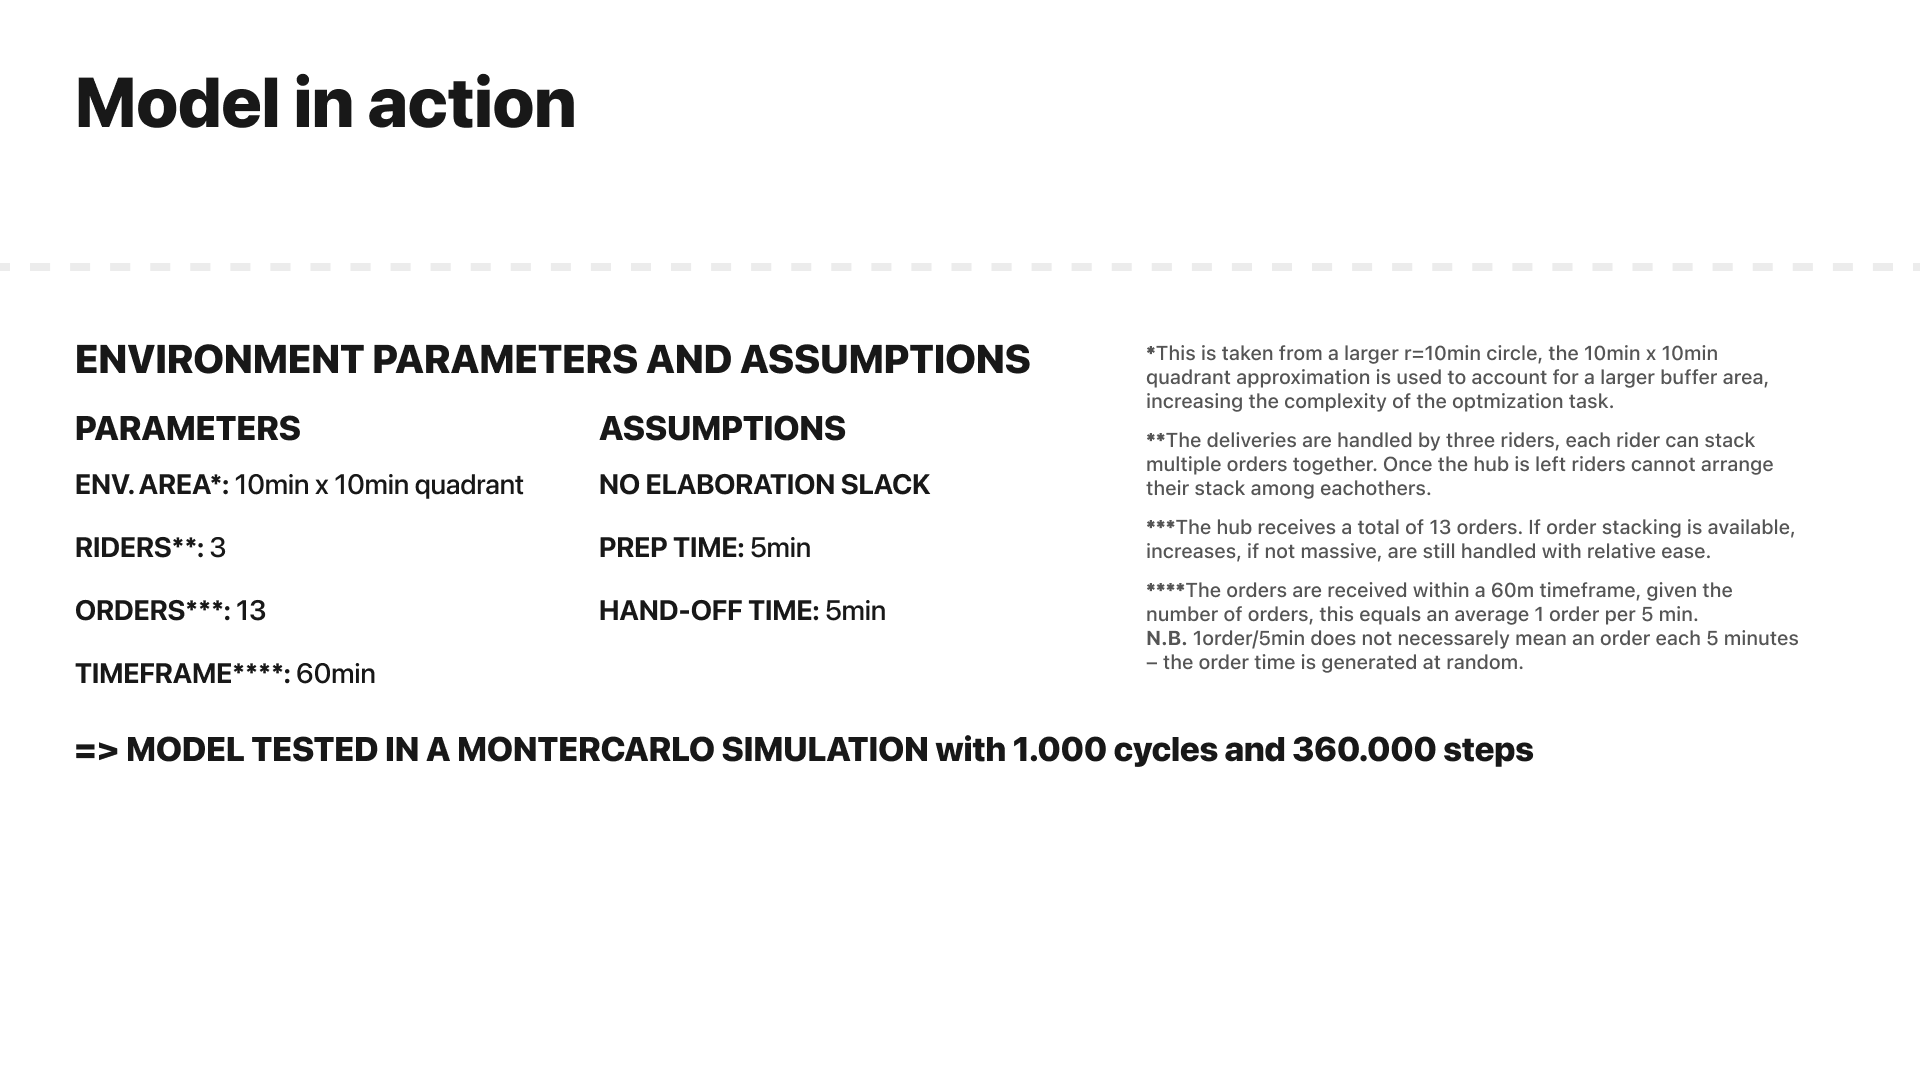 Model in action
ENVIRONMENT PARAMETERS AND ASSUMPTIONS
PARAMETERS
ENV. AREA*: 10min x 10min quadrant
RIDERS**: 3
ORDERS***: 13
TIMEFRAME****: 60min
ASSUMPTIONS
NO ELABORATION SLACK
PREP TIME: 5min
HAND-OFF TIME: 5min
*This is taken from a larger r=10min circle, the 10min x 10min
quadrant approximation is used to account for a larger buffer area,
increasing the complexity of the optmization task.
**The deliveries are handled by three riders, each rider can stack
multiple orders together. Once the hub is left riders cannot arrange
their stack among eachothers.
***The hub receives a total of 13 orders. If order stacking is available,
increases, if not massive, are still handled with relative ease.
****The orders are received within a 60m timeframe, given the
number of orders, this equals an average 1 order per 5 min.
N.B. 1order/5min does not necessarely mean an order each 5 minutes
– the order time is generated at random.
=> MODEL TESTED IN A MONTERCARLO SIMULATION with 1.000 cycles and 360.000 steps